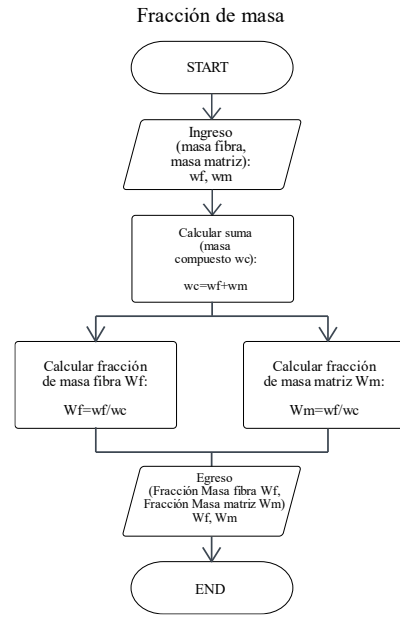 Fracción de masa
START
Ingreso
(masa fibra,
masa matriz):
wf, wm
Calcular suma
(masa
compuesto wc):
wc=wf+wm
Calcular fracción
de masa fibra Wf:
Wf=wf/wc
Calcular fracción
de masa matriz Wm:
Wm=wf/wc
Egreso
(Fracción Masa fibra Wf,
Fracción Masa matriz Wm)
Wf, Wm
END